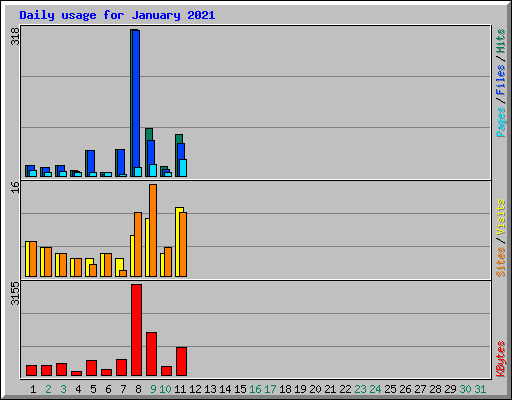 Daily usage for January 2021
318
Pages / Files / Hits
16
Sites / Visits
3155
KBytes
1 2 3 4 5 6 7 8 9 10 11 12 13 14 15 16 17 18 19 20 21 22 23 24 25 26 27 28 29 30 31